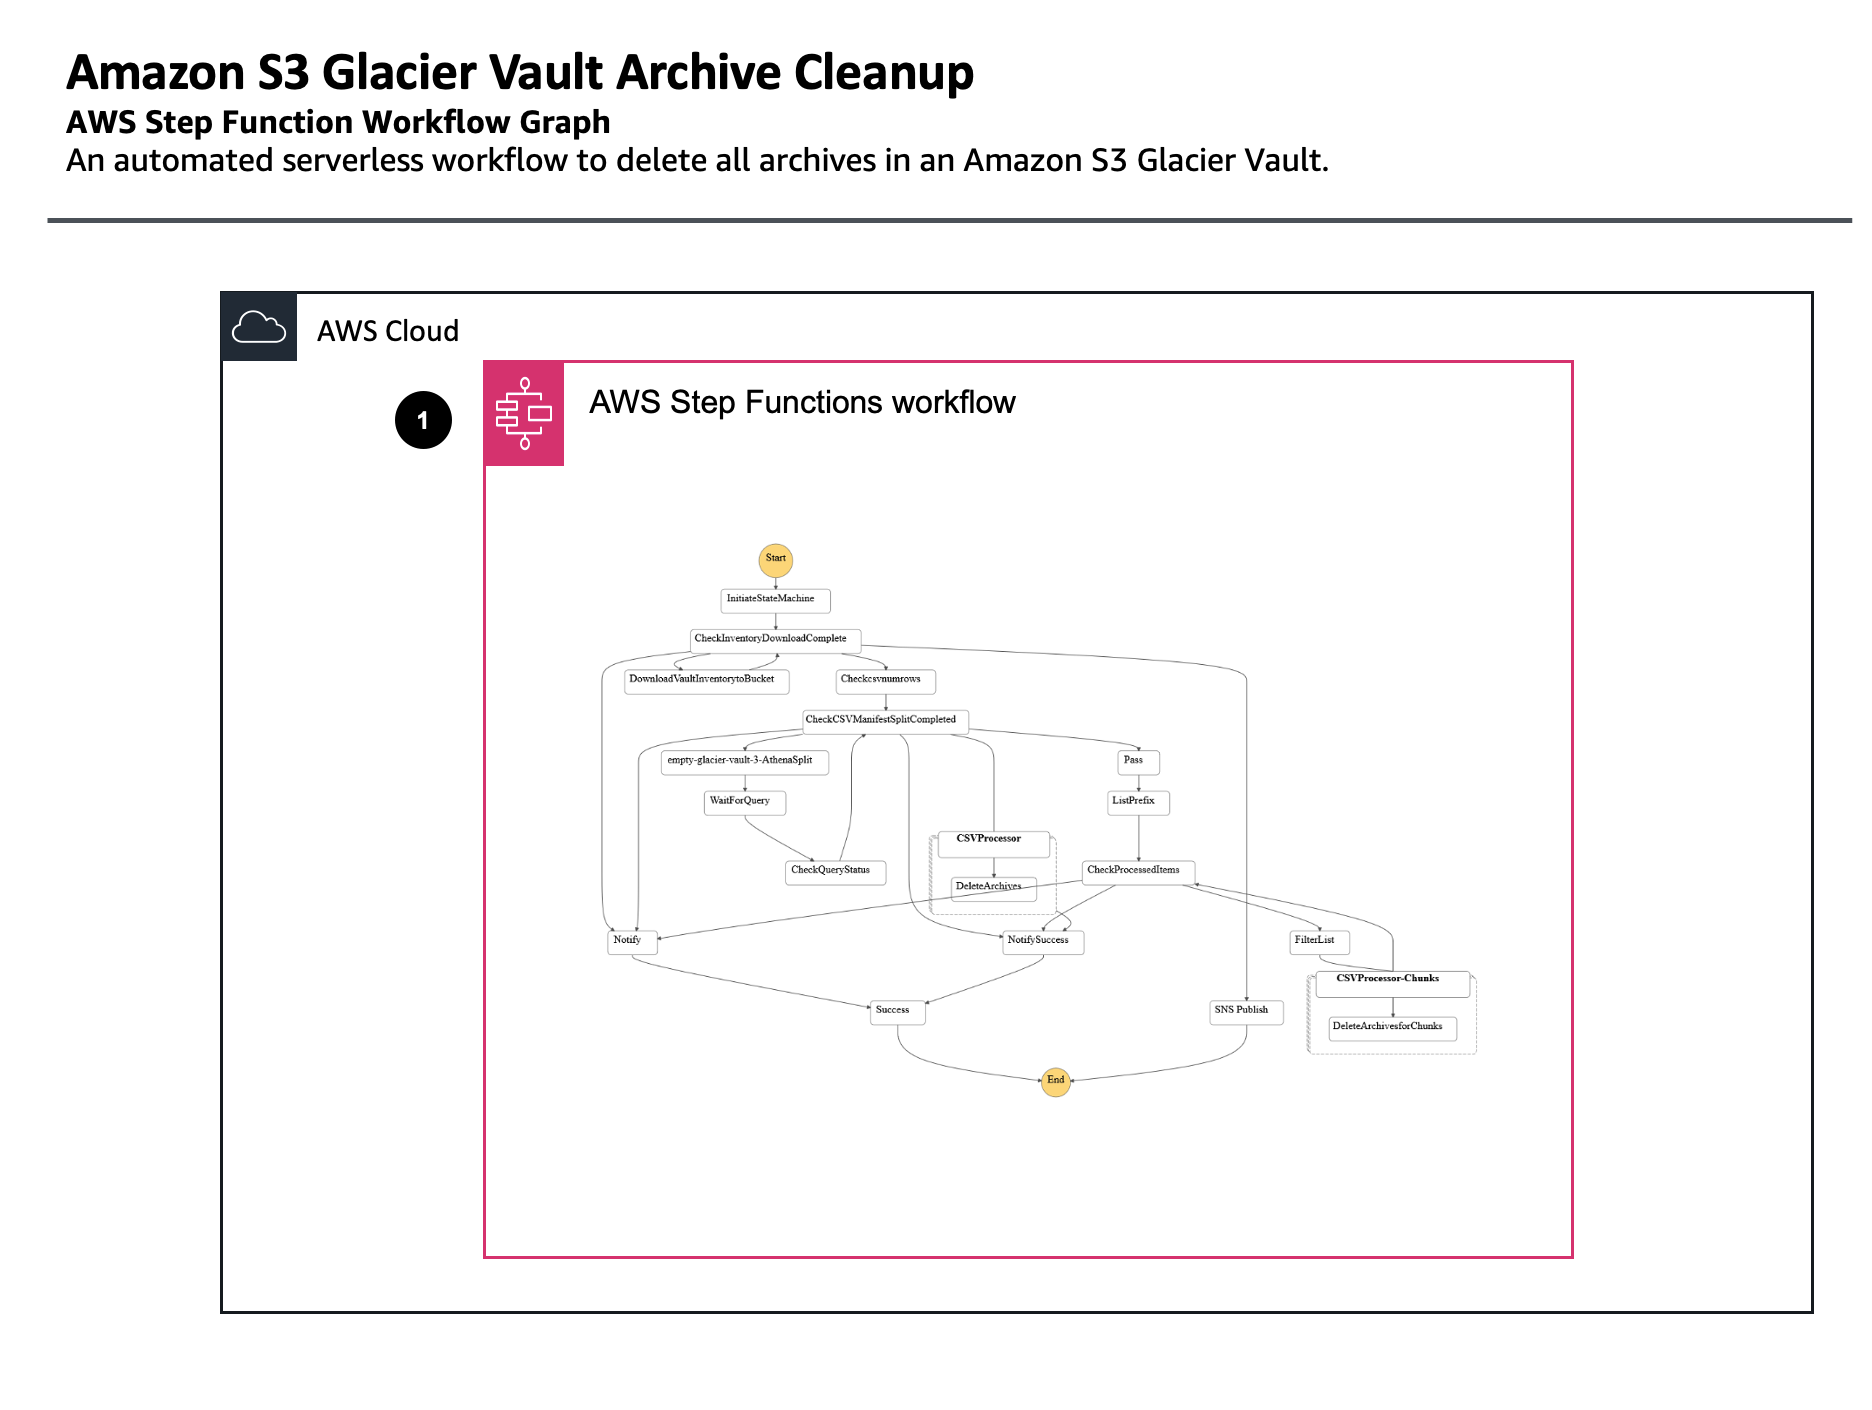 Amazon S3 Glacier Vault Archive Cleanup
AWS Step Function Workflow Graph
An automated serverless workflow to delete all archives in an Amazon S3 Glacier Vault.
AWS Cloud
1
AWS Step Functions workflow
Start
InitiateStateMachine
CheckInventoryDownloadComplete
DownloadVaultInventorytoBucket
Checkcsvnumrows
CheckCSVManifestSplitCompleted
empty-glacier-vault-3-AthenaSplit
Pass
WaitForQuery
ListPrefix
CSVProcessor
CheckQueryStatus
CheckProcessedItems
DeleteArchives
Notify
NotifySuccess
FilterList
CSVProcessor-Chunks
Success
SNS Publish
DeleteArchivesforChunks
End